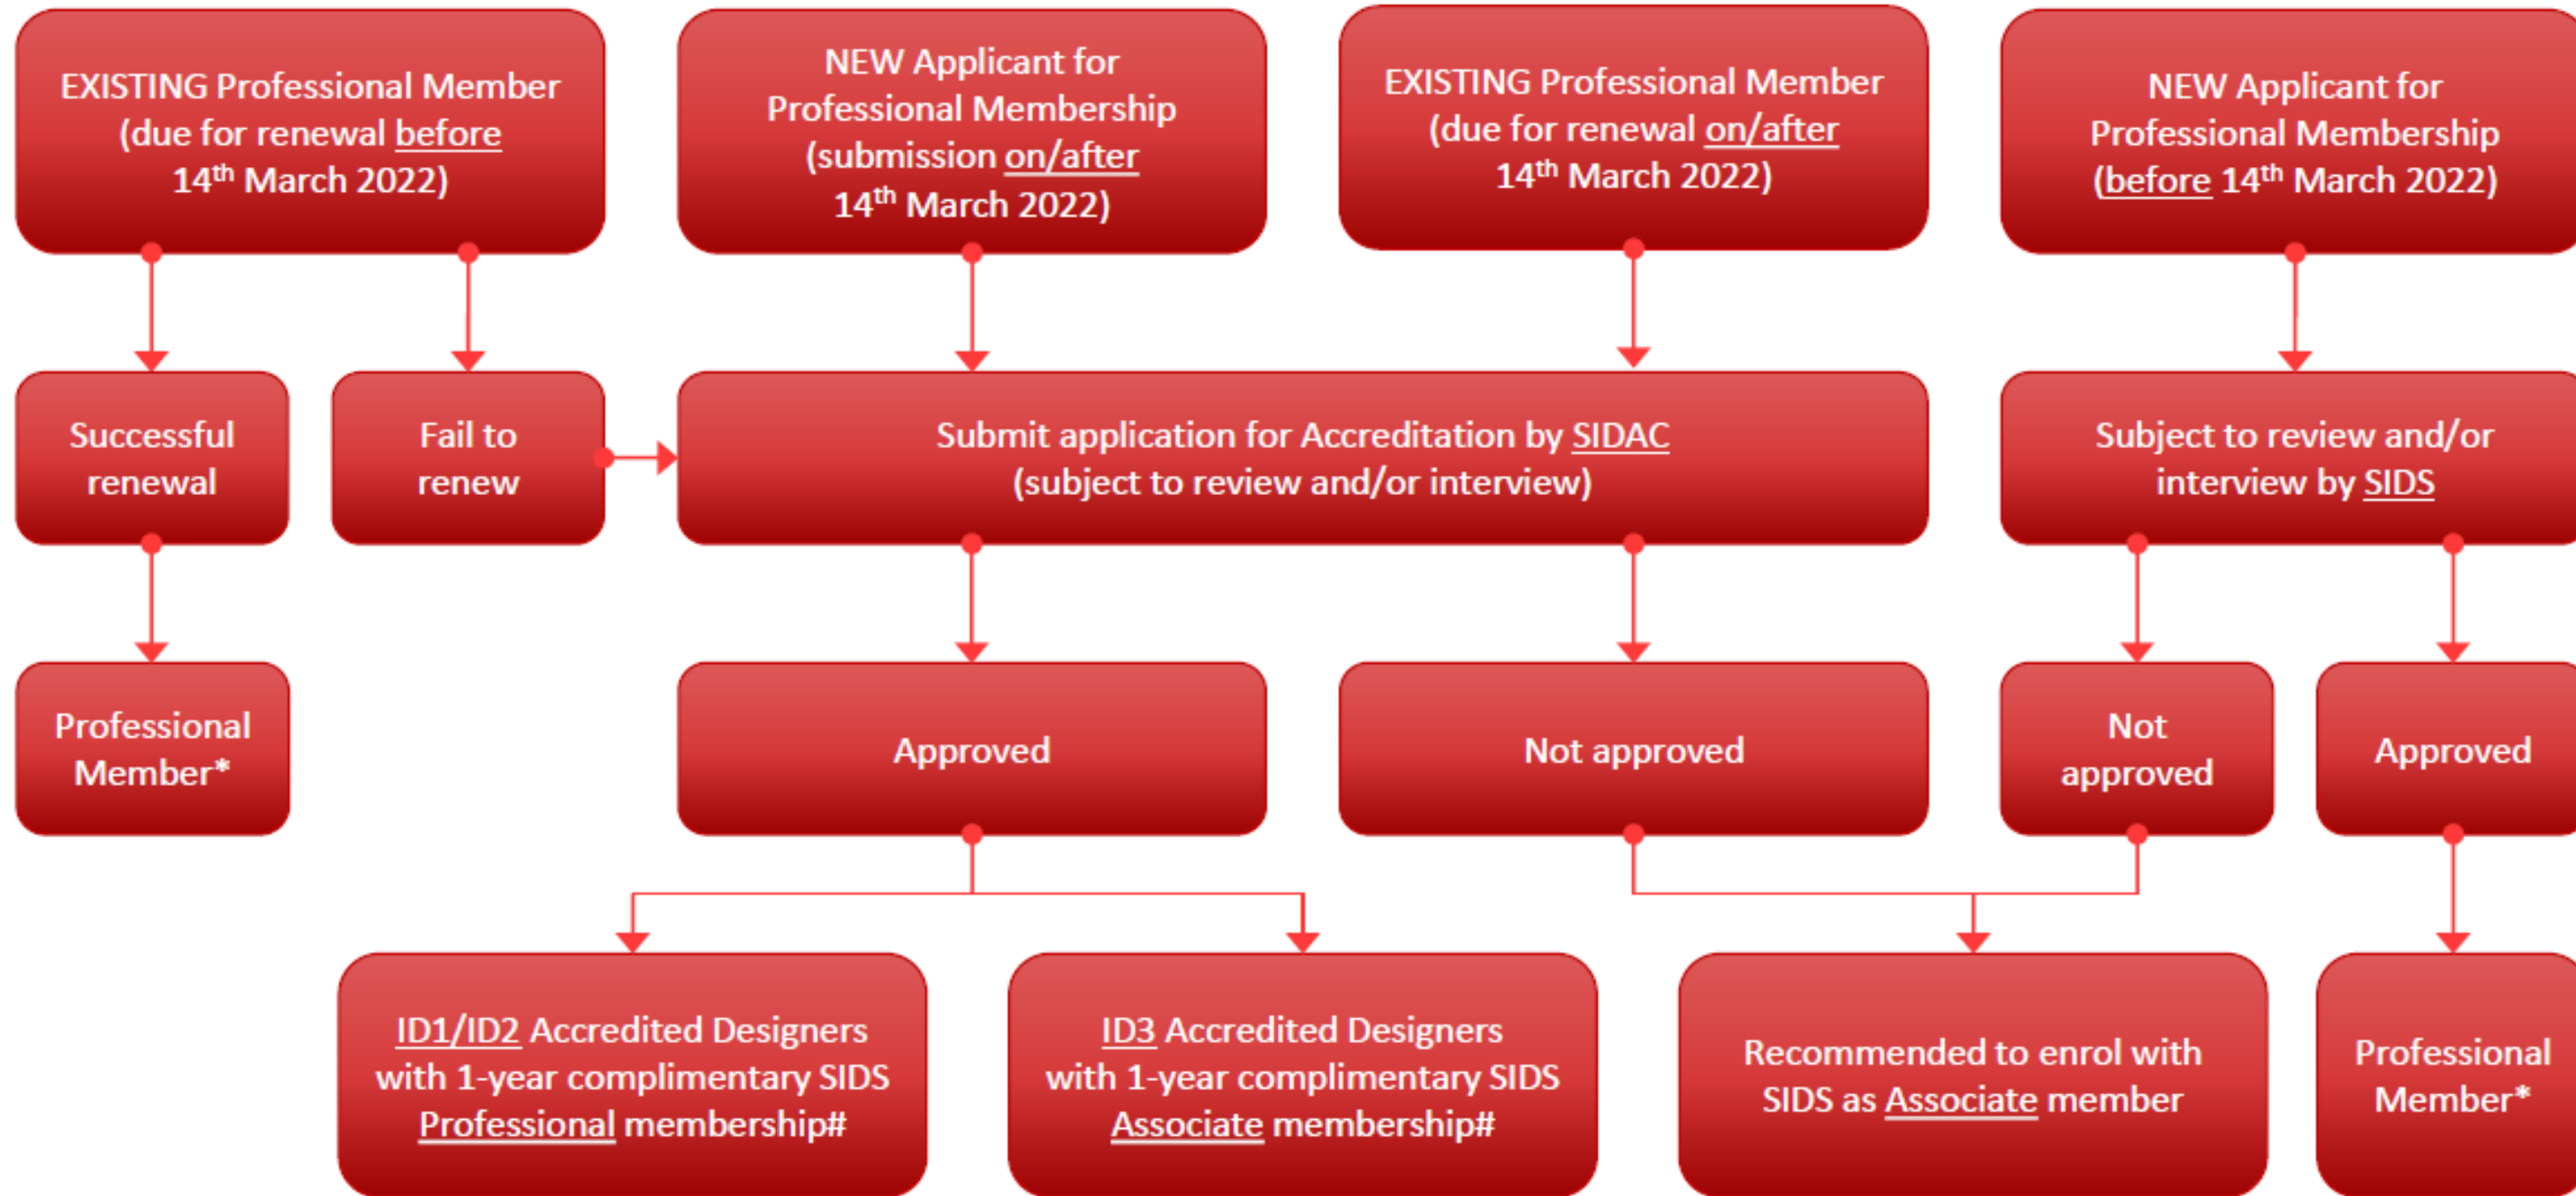 EXISTING Professional Member
(due for renewal before
14th March 2022)
NEW Applicant for
Professional Membership
(submission on/after
14th March 2022)
EXISTING Professional Member
(due for renewal on/after
14th March 2022)
NEW Applicant for
Professional Membership
(before 14th March 2022)
Successful
renewal
Fail to
renew
Submit application for Accreditation by SIDAC
(subject to review and/or interview)
Subject to review and/or
interview by SIDS
Professional
Member*
Approved
Not approved
Not
approved
Approved
ID1/ID2 Accredited Designers
with 1-year complimentary SIDS
Professional membership#
ID3 Accredited Designers
with 1-year complimentary SIDS
Associate membership#
Recommended to enrol with
SIDS as Associate member
Professional
Member*